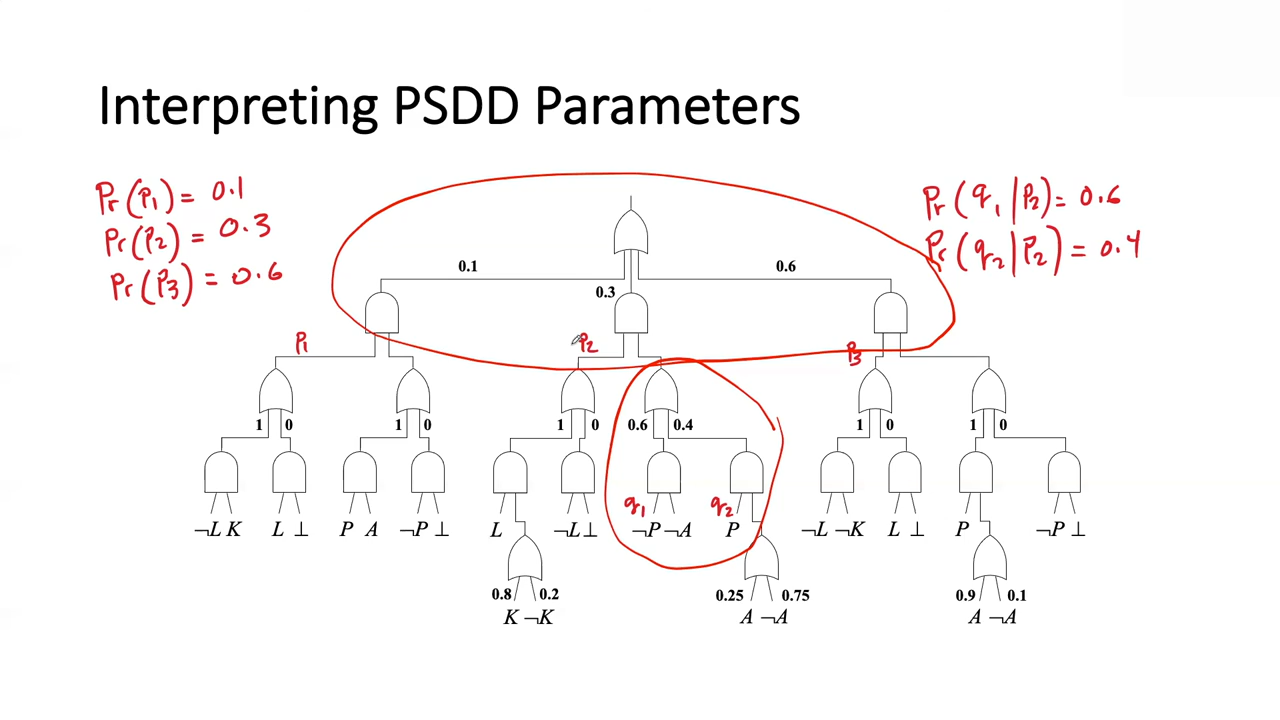 Interpreting PSDD Parameters
Pr(P1) = 0.1
Pr(P2) = 0.3
Pr(P3) = 0.6
Pr(q1|P2) = 0.6
Pr(q2|P2) = 0.4
0.1 0.6
0.3
P1 P2 P3
1 0 1 0 1 0 0.6 0.4 1 0 1 0
q1 q2
¬L K L ⊥ P A ¬P ⊥ L ¬L ⊥ ¬P ¬A P ¬L ¬K L ⊥ P ¬P ⊥
0.8 0.2 0.25 0.75 0.9 0.1
K ¬K A ¬A A ¬A